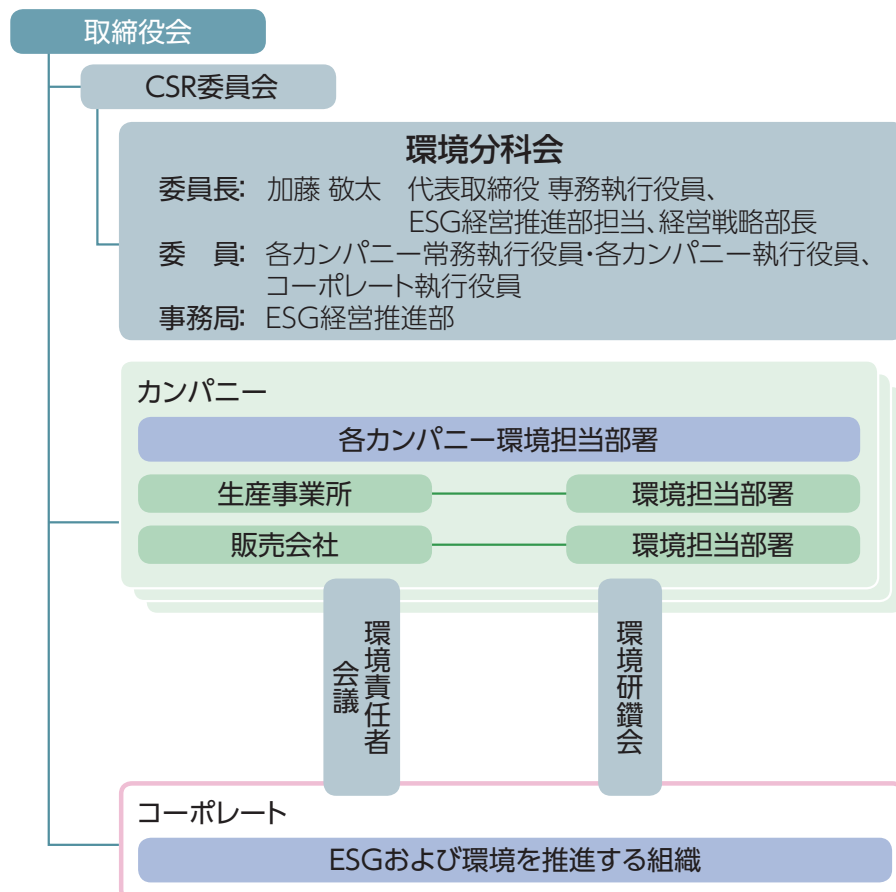 取締役会
CSR委員会
環境分科会
委員長: 加藤 敬太 代表取締役 専務執行役員、
ESG経営推進部担当、経営戦略部長
委 員: 各カンパニー常務執行役員・各カンパニー執行役員、
コーポレート執行役員
事務局: ESG経営推進部
カンパニー
各カンパニー環境担当部署
生産事業所 環境担当部署
販売会社 環境担当部署
環境責任者
会議
環境研鑽会
コーポレート
ESGおよび環境を推進する組織